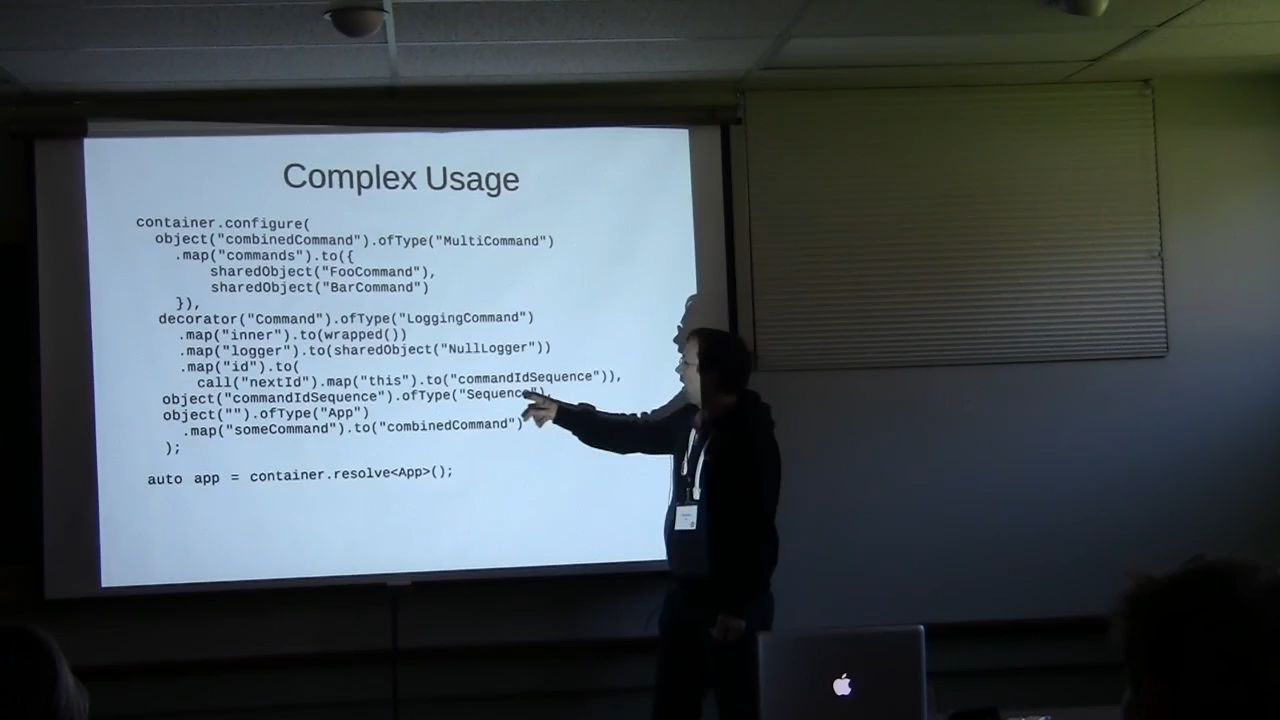 Complex Usage
container.configure(
object("combinedCommand").ofType("MultiCommand")
.map("commands").to({
sharedObject("FooCommand"),
sharedObject("BarCommand")
}),
decorator("Command").ofType("LoggingCommand")
.map("inner").to(wrapped())
.map("logger").to(sharedObject("NullLogger"))
.map("id").to(
call("nextId").map("this").to("commandIdSequence")),
object("commandIdSequence").ofType("Sequence"),
object("").ofType("App")
.map("someCommand").to("combinedCommand")
);
auto app = container.resolve<App>();